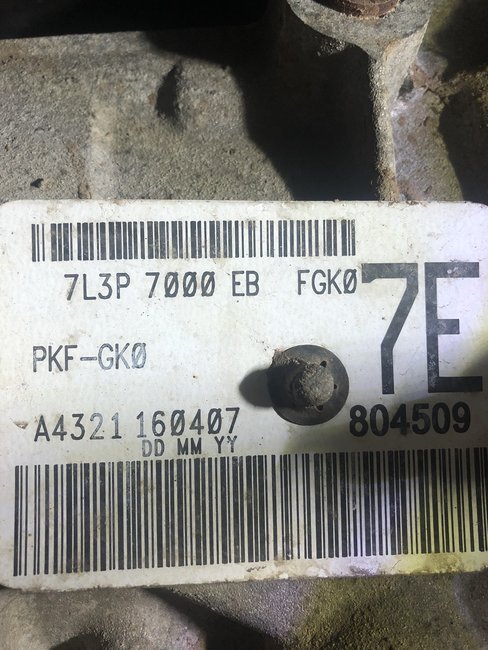 7L3P 7000 EB FGK0
7E
PKF-GK0
A4321 160407
804509
DD MM YY